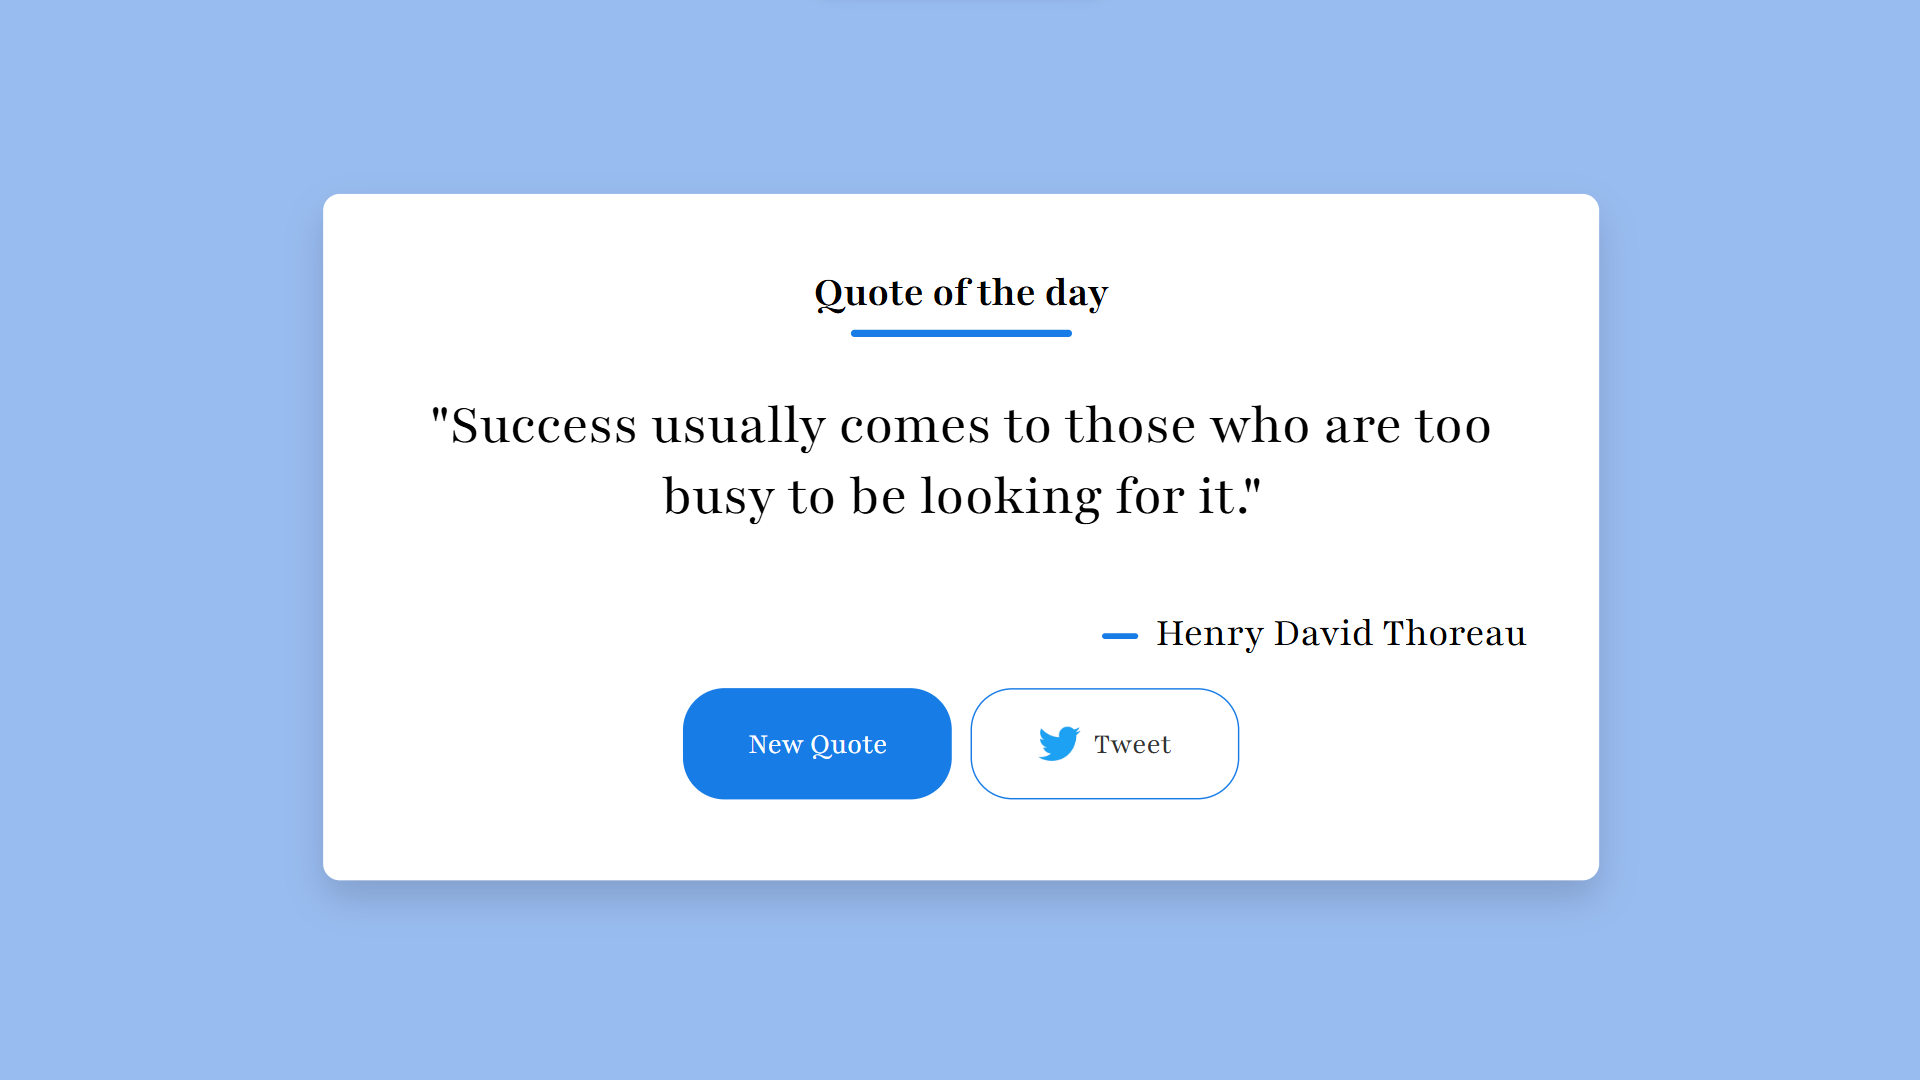 Quote of the day
"Success usually comes to those who are too
busy to be looking for it."
Henry David Thoreau
New Quote
Tweet